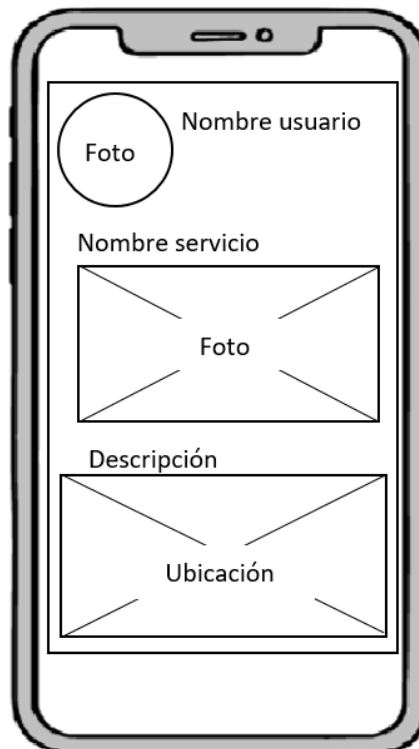 Nombre usuario
Foto
Nombre servicio
Foto
Descripción
Ubicación